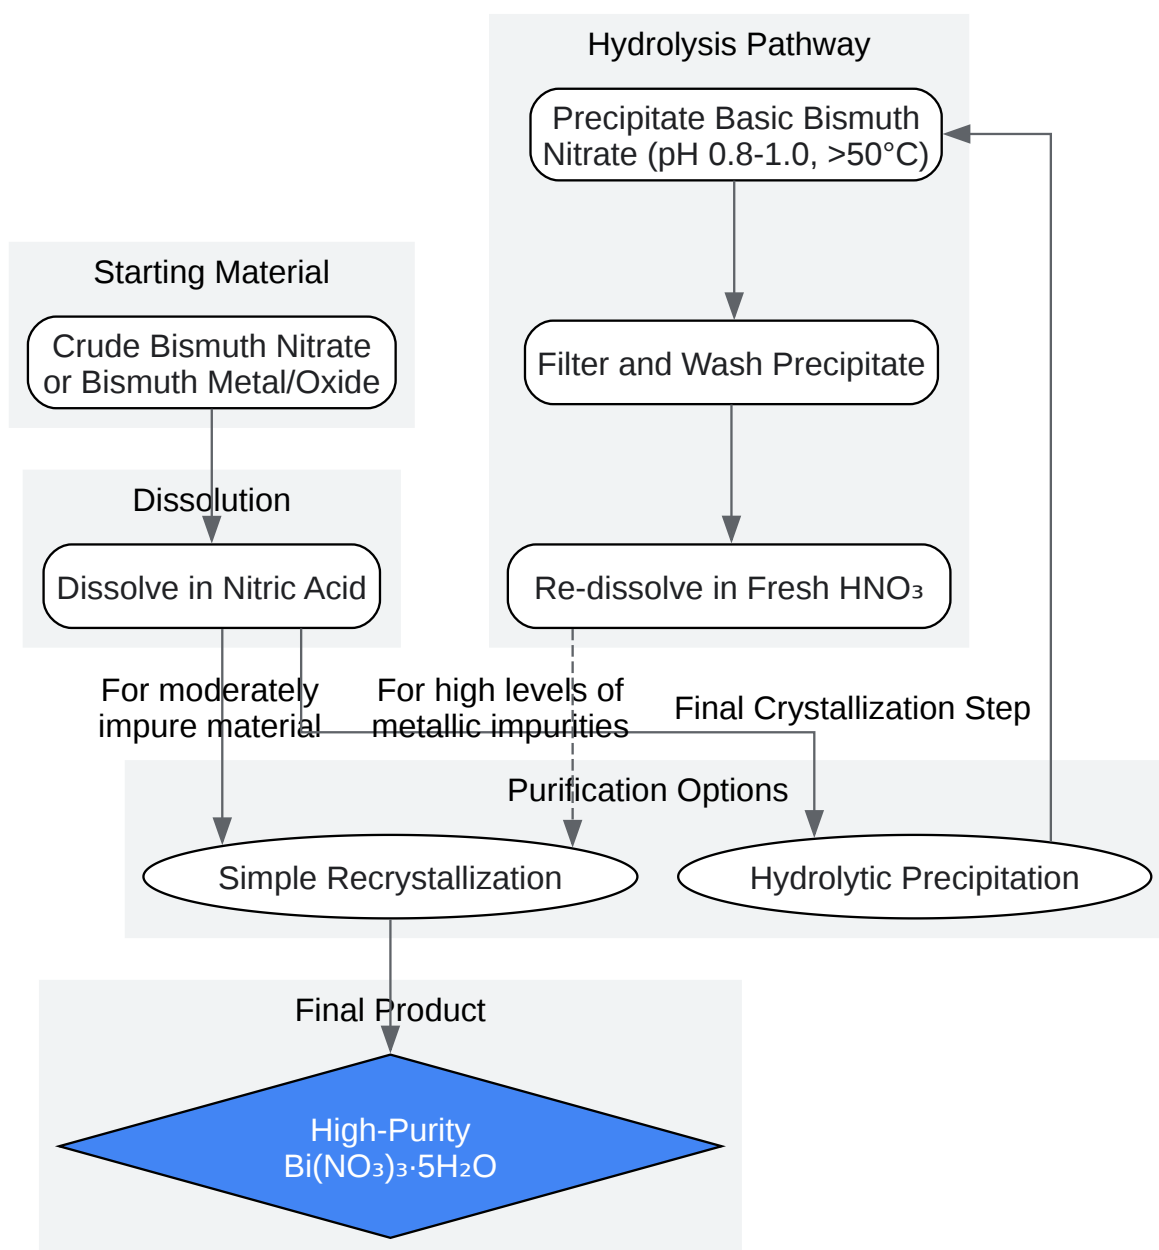 Hydrolysis Pathway
Precipitate Basic Bismuth
Nitrate (pH 0.8-1.0, >50°C)
Starting Material
Crude Bismuth Nitrate
or Bismuth Metal/Oxide
Filter and Wash Precipitate
Dissolution
Dissolve in Nitric Acid
Re-dissolve in Fresh HNO₃
For moderately
impure material
For high levels of
metallic impurities
Final Crystallization Step
Purification Options
Simple Recrystallization
Hydrolytic Precipitation
Final Product
High-Purity
Bi(NO₃)₃·5H₂O